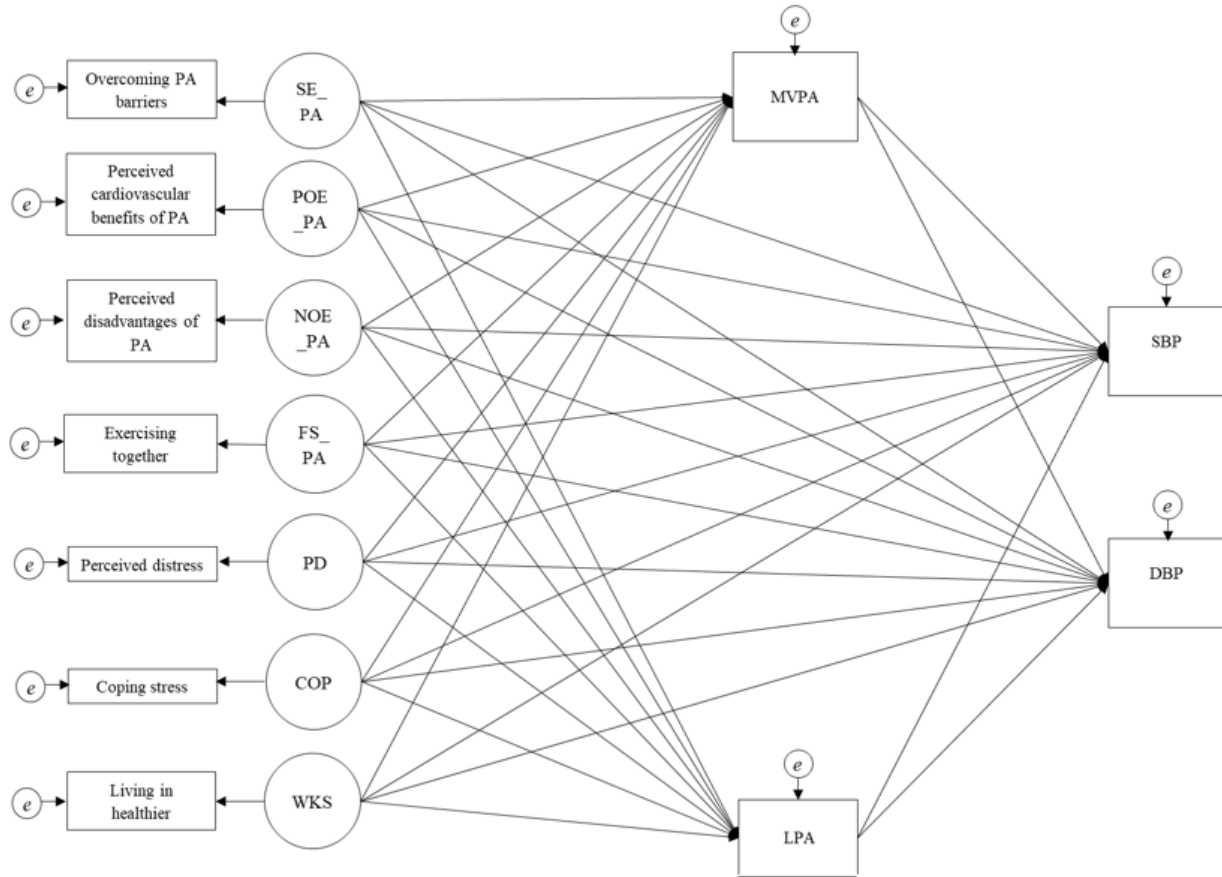 e
Overcoming PA
barriers
SE_
PA
e
MVPA
e
Perceived
cardiovascular
benefits of PA
POE
_PA
e
Perceived
disadvantages of
PA
NOE
_PA
e
SBP
e
Exercising
together
FS_
PA
e
Perceived distress
PD
e
DBP
e
Coping stress
COP
e
Living in
healthier
WKS
e
LPA